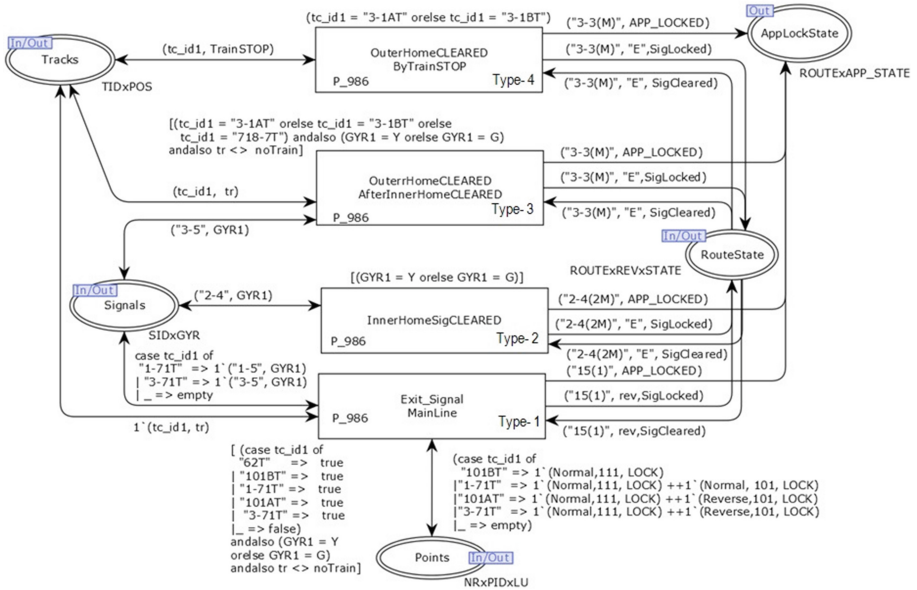 (tc_id1 = "3-1AT" orelse tc_id1 = "3-1BT")
("3-3(M)", APP_LOCKED)
Out
AppLockState
ROUTExAPP_STATE
In/Out
Tracks
TIDxPOS
(tc_id1, TrainSTOP)
OuterHomeCLEARED
ByTrainSTOP
P_986
Type-4
("3-3(M)", "E",SigLocked)
("3-3(M)", "E", SigCleared)
[(tc_id1 = "3-1AT" orelse tc_id1 = "3-1BT" orelse
tc_id1 = "718-7T") andalso (GYR1 = Y orelse GYR1 = G)
andalso tr <> noTrain]
("3-3(M)", APP_LOCKED)
(tc_id1, tr)
OuterrHomeCLEARED
AfterInnerHomeCLEARED
P_986
Type-3
("3-3(M)", "E",SigLocked)
("3-3(M)", "E", SigCleared)
("3-5", GYR1)
In/Out
RouteState
ROUTExREVxSTATE
[(GYR1 = Y orelse GYR1 = G)]
In/Out
Signals
SIDxGYR
("2-4", GYR1)
InnerHomeSigCLEARED
P_986
Type-2
("2-4(2M)", APP_LOCKED)
("2-4(2M)", "E", SigLocked)
("2-4(2M)", "E", SigCleared)
case tc_id1 of
"1-71T" => 1`("1-5", GYR1)
| "3-71T" => 1`("3-5", GYR1)
|_ => empty
("15(1)", APP_LOCKED)
Exit_Signal
MainLine
P_986
Type-1
("15(1)", rev,SigLocked)
("15(1)", rev,SigCleared)
1`(tc_id1, tr)
[ (case tc_id1 of
"62T" => true
| "101BT" => true
| "1-71T" => true
| "101AT" => true
| "3-71T" => true
|_ => false)
andalso (GYR1 = Y
orelse GYR1 = G)
andalso tr <> noTrain]
(case tc_id1 of
"101BT" => 1`(Normal,111, LOCK)
|"1-71T" => 1`(Normal,111, LOCK) ++1`(Normal, 101, LOCK)
|"101AT" => 1`(Normal,111, LOCK) ++1`(Reverse,101, LOCK)
|"3-71T" => 1`(Normal,111, LOCK) ++1`(Reverse,101, LOCK)
|_ => empty)
Points
In/Out
NRxPIDxLU